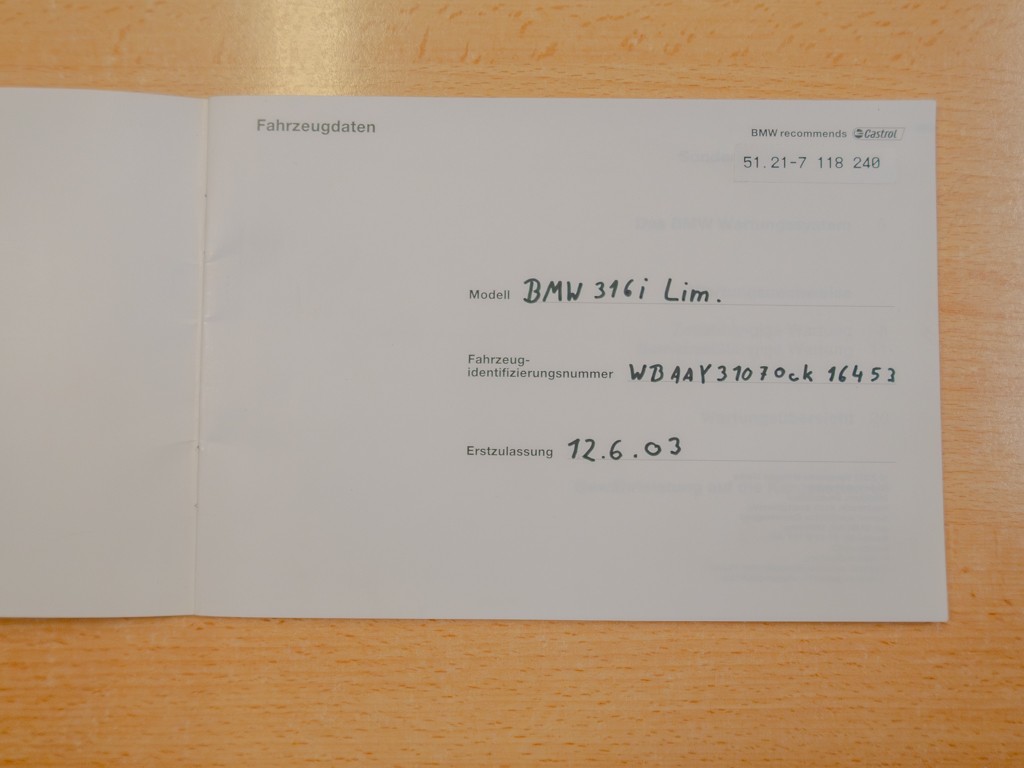 Fahrzeugdaten
BMW recommends Castrol
51.21-7 118 240
Modell BMW 316i Lim.
Fahrzeug-
identifizierungsnummer WBAAY31070ck 16453
Erstzulassung 12.6.03